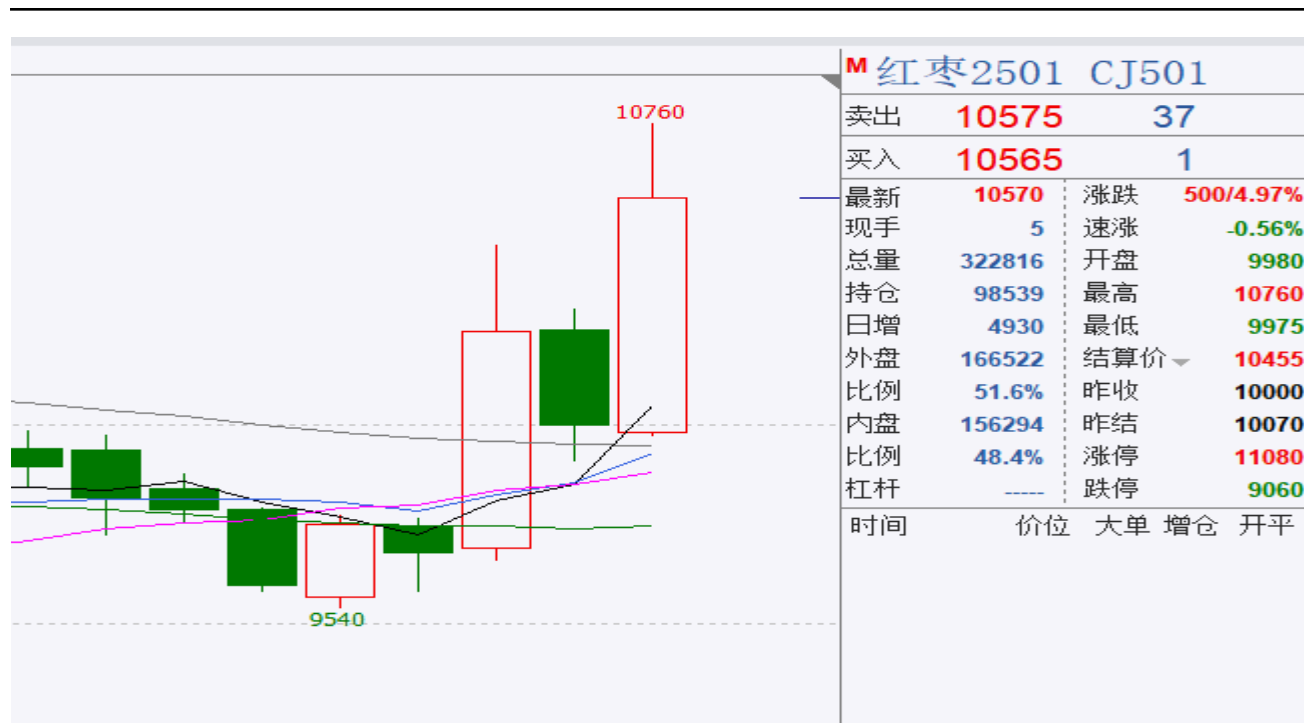 10760
9540
M 红枣2501 CJ501
卖出 10575 37
买入 10565 1
最新 10570 涨跌 500/4.97%
现手 5 速涨 -0.56%
总量 322816 开盘 9980
持仓 98539 最高 10760
日增 4930 最低 9975
外盘 166522 结算价 10455
比例 51.6% 昨收 10000
内盘 156294 昨结 10070
比例 48.4% 涨停 11080
杠杆 ----- 跌停 9060
时间 价位 大单 增仓 开平